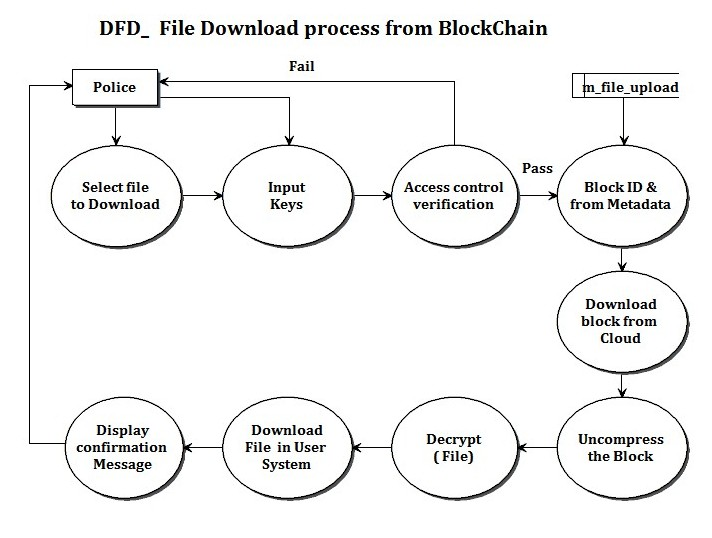 DFD_ File Download process from BlockChain
Fail
Police
m_file_upload
Pass
Select file
to Download
Input
Keys
Access control
verification
Block ID &
from Metadata
Download
block from
Cloud
Display
confirmation
Message
Download
File in User
System
Decrypt
( File)
Uncompress
the Block